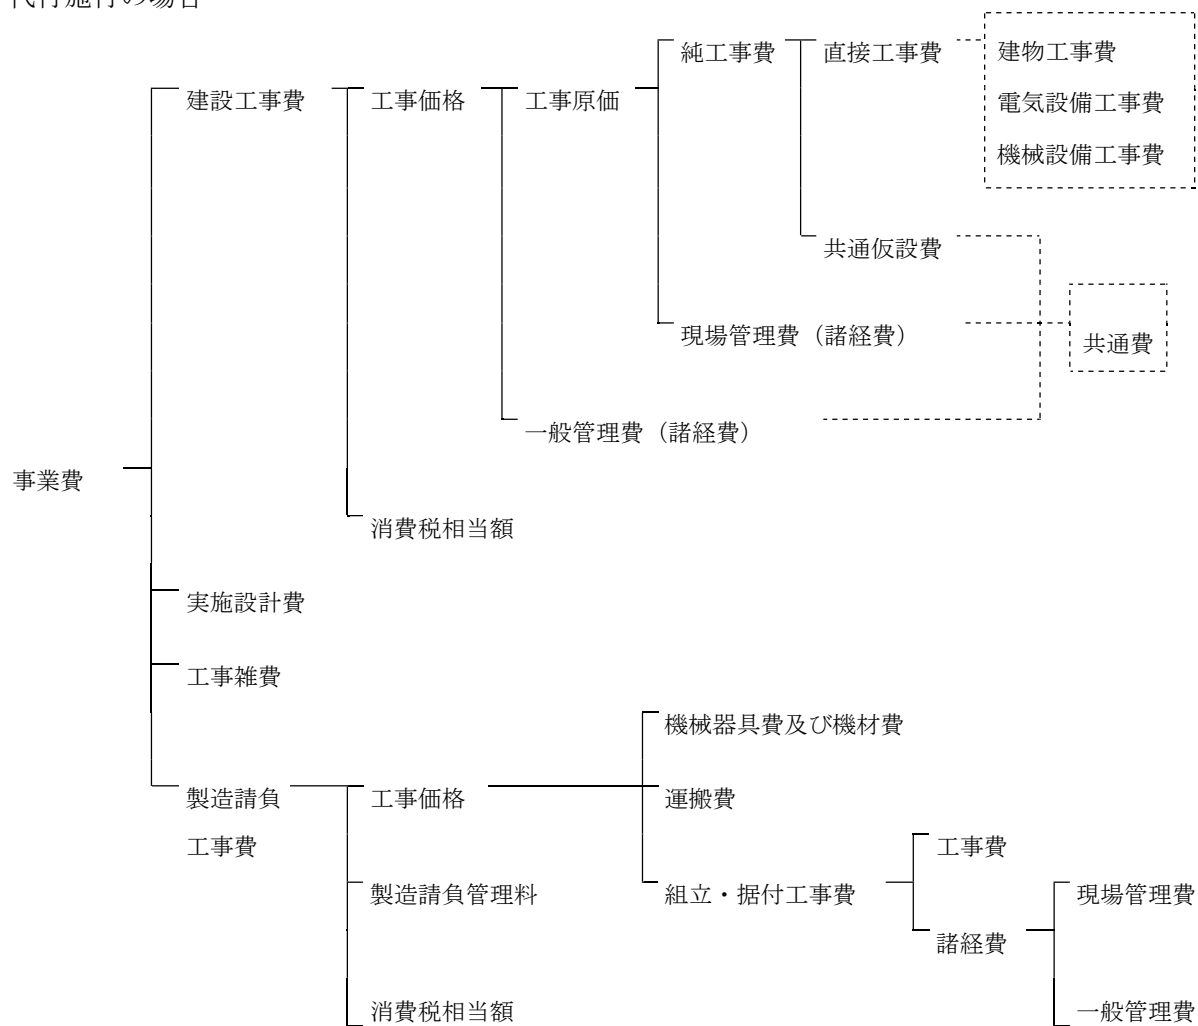 代行施行の場合
純工事費 直接工事費 建物工事費
建設工事費 工事価格 工事原価 電気設備工事費
機械設備工事費
共通仮設費
現場管理費（諸経費） 共通費
一般管理費（諸経費）
事業費
消費税相当額
実施設計費
工事雑費
機械器具費及び機材費
製造請負 工事価格 運搬費
工事費 工事費
製造請負管理料 組立・据付工事費 現場管理費
諸経費
消費税相当額 一般管理費